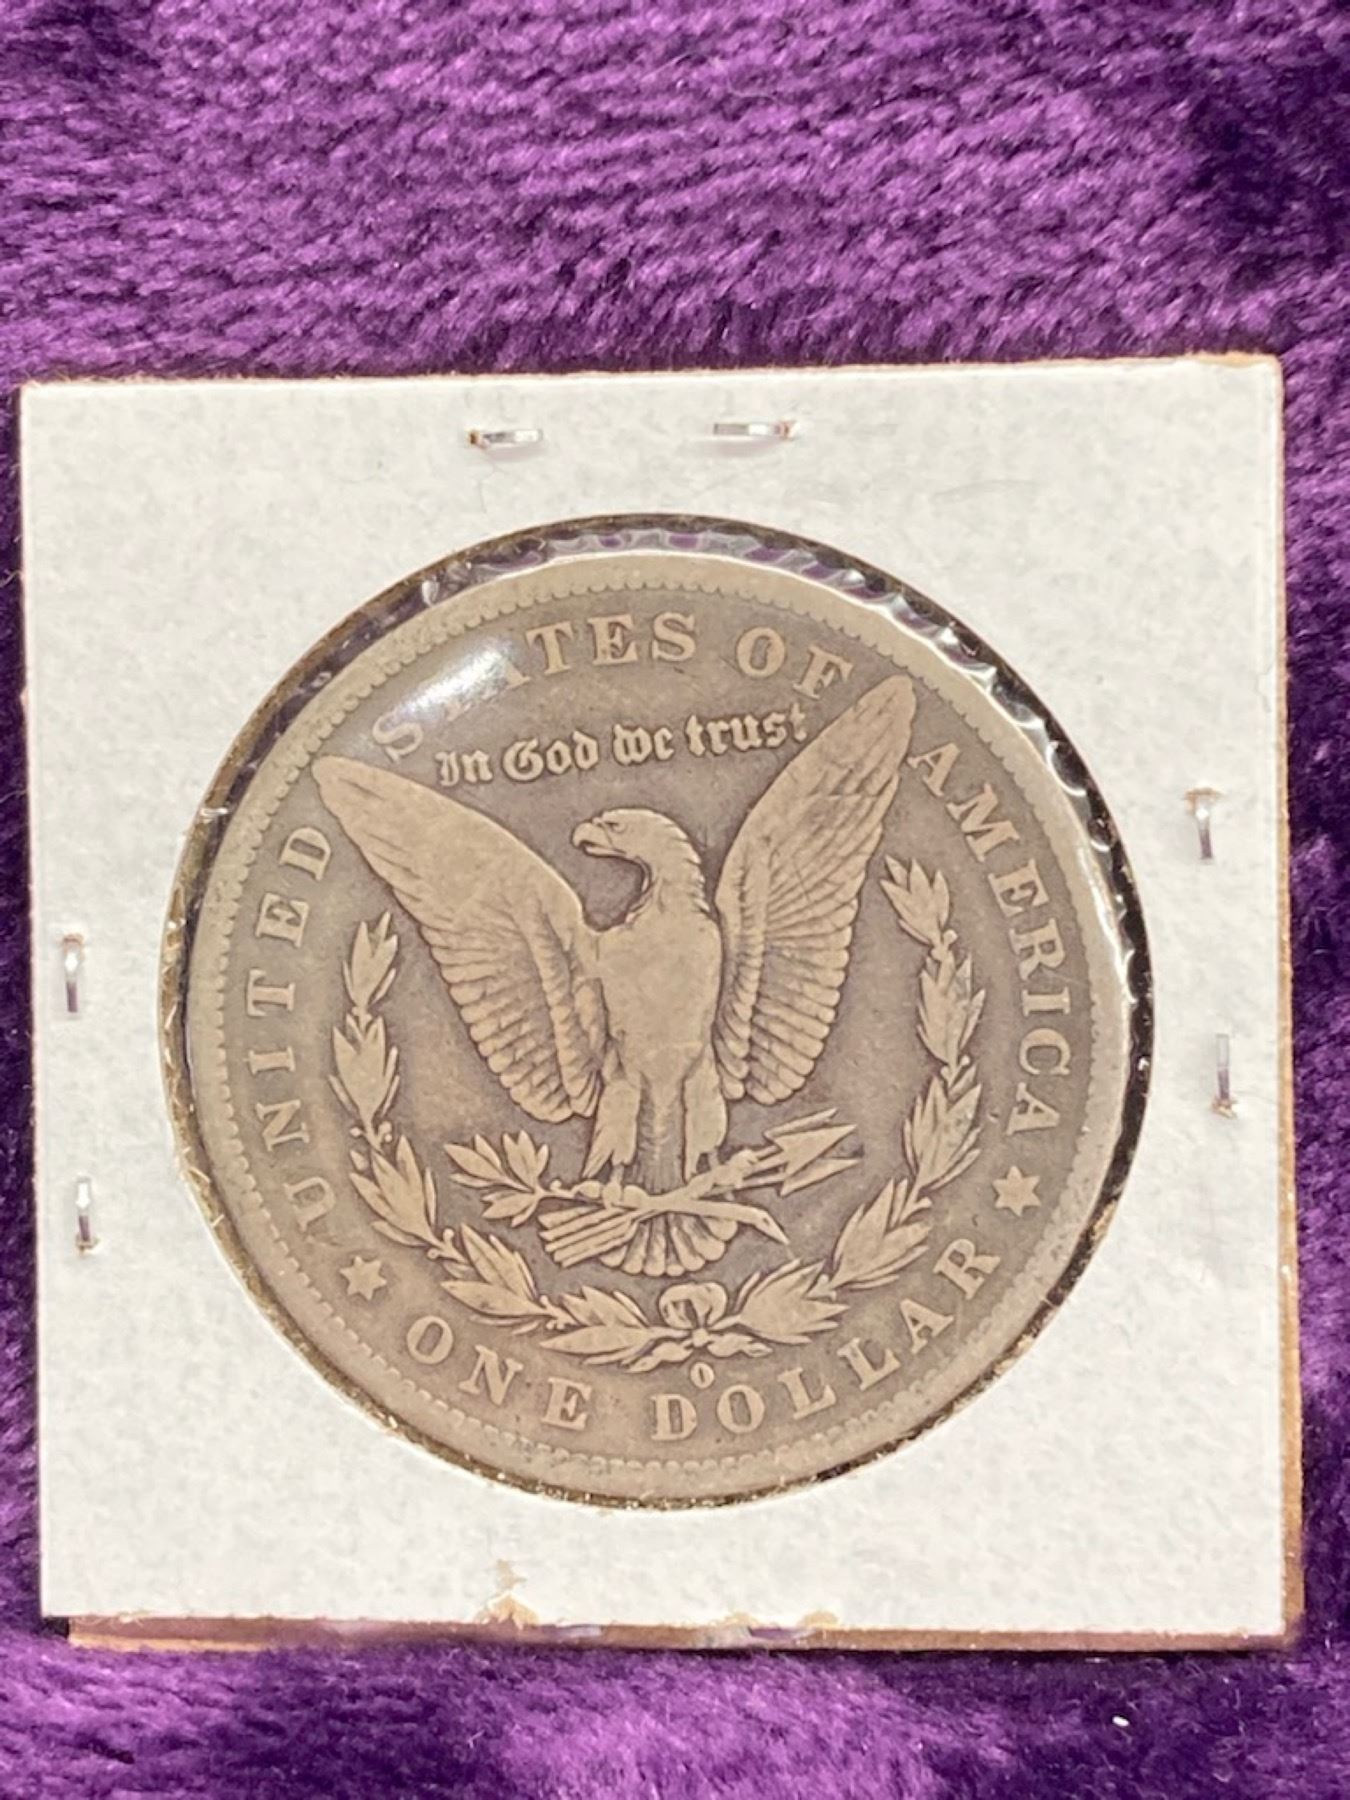 UNITED STATES OF AMERICA
In God we trust
O
ONE DOLLAR